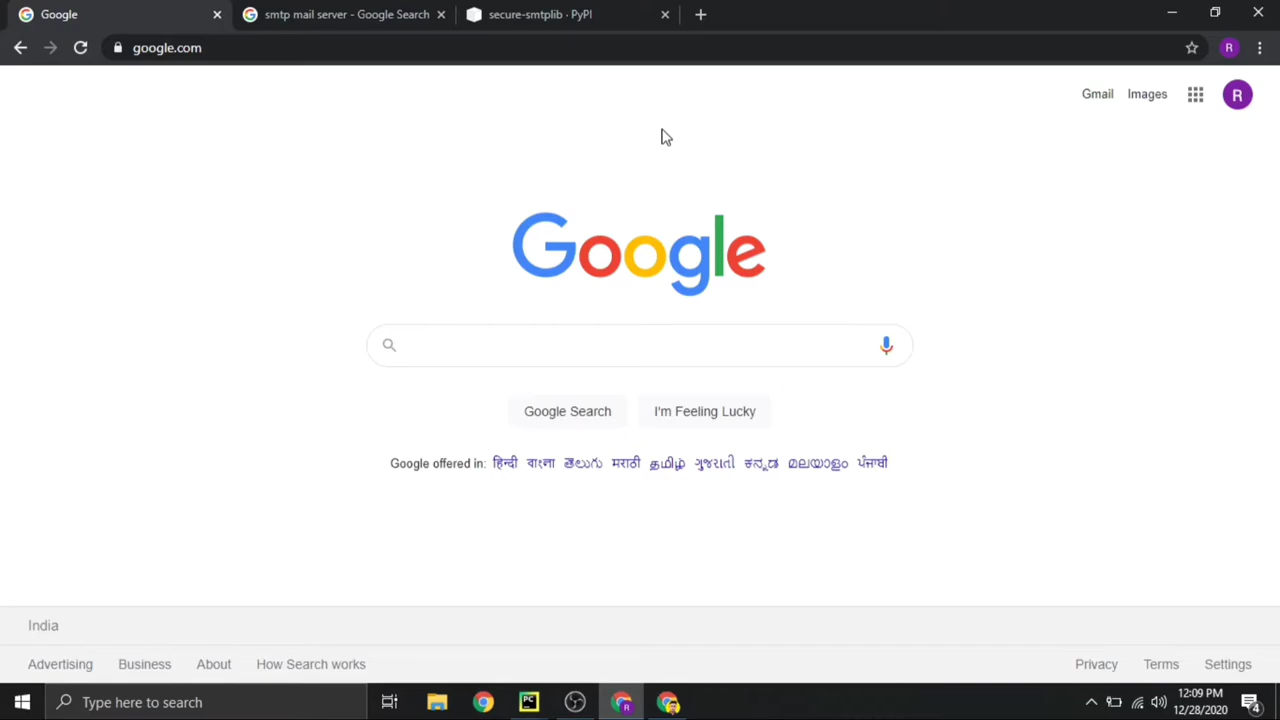 Google
smtp mail server - Google Search
secure-smtplib · PyPI
google.com
R
Gmail
Images
R
Google
Google Search
I'm Feeling Lucky
Google offered in: हिन्दी বাংলা తెలుగు मराठी தமிழ் ગુજરાતી ಕನ್ನಡ മലയാളം ਪੰਜਾਬੀ
India
Advertising Business About How Search works
Privacy Terms Settings
Type here to search
PC
R
12:09 PM
12/28/2020
4